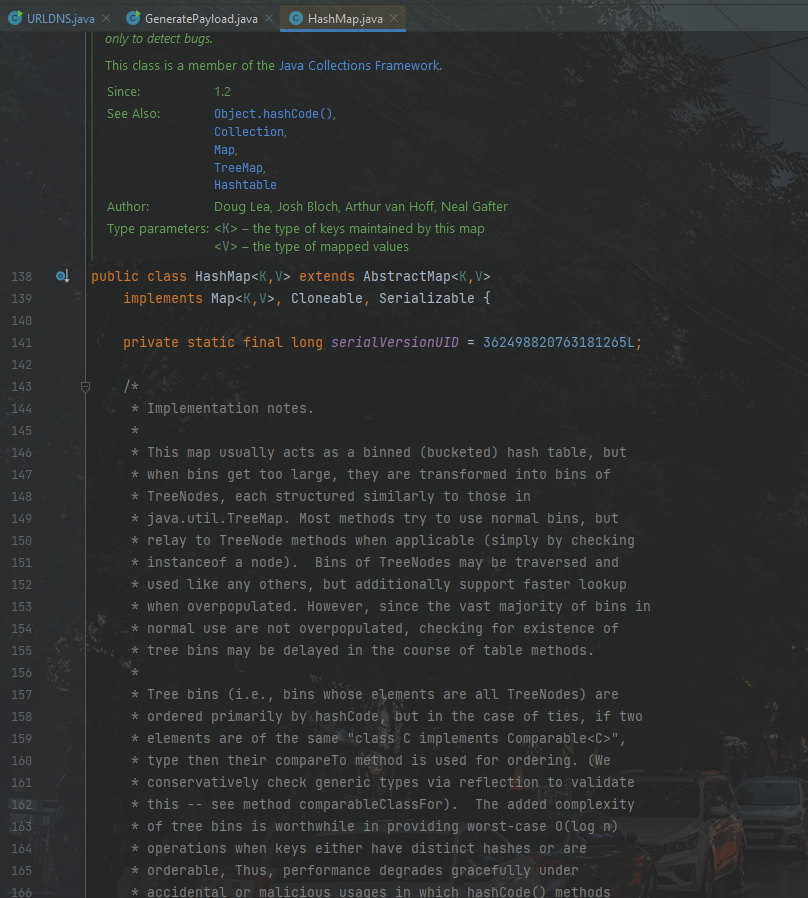 URLDNS.java × GeneratePayload.java × HashMap.java ×
only to detect bugs.
This class is a member of the Java Collections Framework.
Since: 1.2
See Also: Object.hashCode(),
Collection,
Map,
TreeMap,
Hashtable
Author: Doug Lea, Josh Bloch, Arthur van Hoff, Neal Gafter
Type parameters: <K> – the type of keys maintained by this map
<V> – the type of mapped values
138 public class HashMap<K,V> extends AbstractMap<K,V>
139 implements Map<K,V>, Cloneable, Serializable {
140
141 private static final long serialVersionUID = 362498820763181265L;
142
143 /*
144 * Implementation notes.
145 *
146 * This map usually acts as a binned (bucketed) hash table, but
147 * when bins get too large, they are transformed into bins of
148 * TreeNodes, each structured similarly to those in
149 * java.util.TreeMap. Most methods try to use normal bins, but
150 * relay to TreeNode methods when applicable (simply by checking
151 * instanceof a node).  Bins of TreeNodes may be traversed and
152 * used like any others, but additionally support faster lookup
153 * when overpopulated. However, since the vast majority of bins in
154 * normal use are not overpopulated, checking for existence of
155 * tree bins may be delayed in the course of table methods.
156 *
157 * Tree bins (i.e., bins whose elements are all TreeNodes) are
158 * ordered primarily by hashCode, but in the case of ties, if two
159 * elements are of the same "class C implements Comparable<C>",
160 * type then their compareTo method is used for ordering. (We
161 * conservatively check generic types via reflection to validate
162 * this -- see method comparableClassFor).  The added complexity
163 * of tree bins is worthwhile in providing worst-case O(log n)
164 * operations when keys either have distinct hashes or are
165 * orderable, Thus, performance degrades gracefully under
166 * accidental or malicious usages in which hashCode() methods